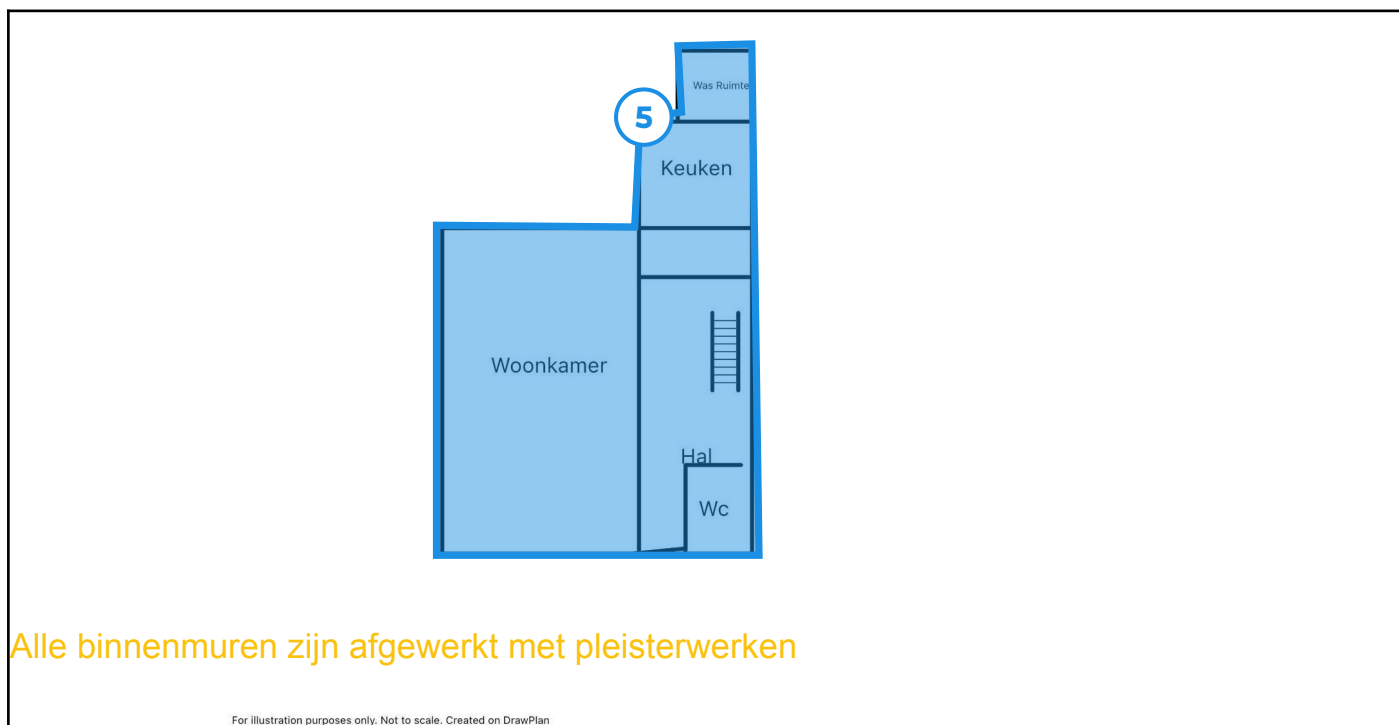 Was Ruimte
5
Keuken
Woonkamer
Hal
Wc
Alle binnenmuren zijn afgewerkt met pleisterwerken
For illustration purposes only. Not to scale. Created on DrawPlan